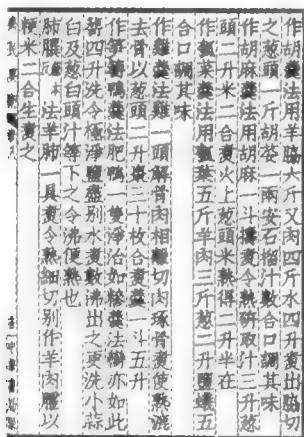 作胡羹法用羊脇六斤又肉四斤水四升煮出脇切
之葱頭一斤胡荽一兩安石榴汁數合口調其味
作胡麻羹法用胡麻一斗擣煮令熟研取汁三升葱
頭二升米二合煮火上葱頭米熟得二升半在
作瓠葉羹法用瓠葉五斤羊肉三斤葱二升鹽蟻五
合口調其味
作雞羹法雞一頭解骨肉相離切肉琢骨煮使熟漉
去骨以葱頭二升棗三十枚合煮羹一斗五升
作笋䈞鴨羹法肥鴨一隻淨治如糝羹法臠亦如此
䈞四升洗令極淨鹽盡別水煮數沸出之更洗小蒜
白及葱白豉汁等下之令沸便熟也
肺䐑 法羊肺一具煮令熟細切別作羊肉臛以
粳米二合生薑煮之